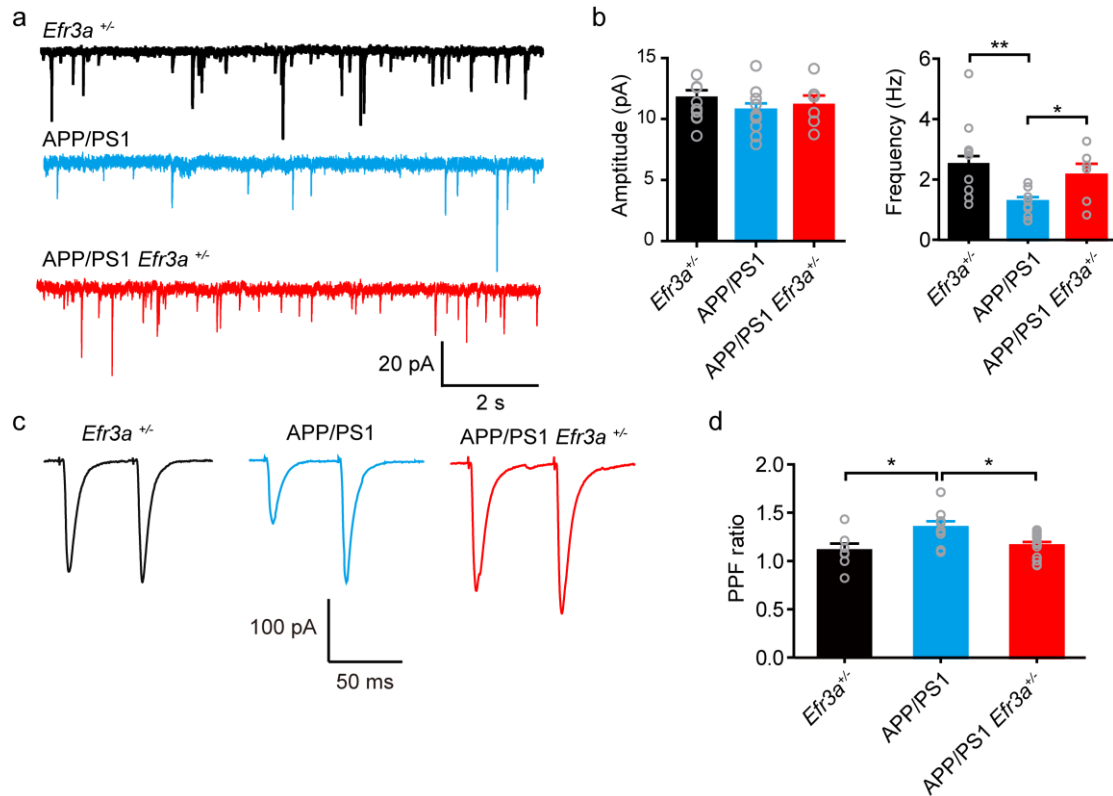 a
Efr3a +/-
APP/PS1
APP/PS1 Efr3a +/-
20 pA
2 s
b
Amplitude (pA)
15
10
5
0
Efr3a+/-
APP/PS1
APP/PS1 Efr3a+/-
Frequency (Hz)
6
4
2
0
**
*
Efr3a+/-
APP/PS1
APP/PS1 Efr3a+/-
c
Efr3a +/-
APP/PS1
APP/PS1 Efr3a +/-
100 pA
50 ms
d
PPF ratio
2.0
1.5
1.0
0.5
0.0
*
*
Efr3a+/-
APP/PS1
APP/PS1 Efr3a+/-